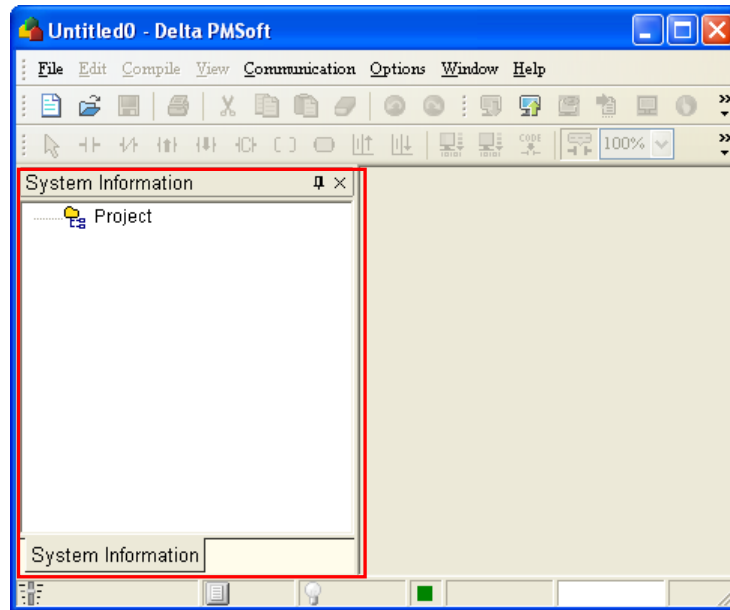 Untitled0 - Delta PMSoft
File Edit Compile View Communication Options Window Help
CODE 100%
System Information
Project
System Information